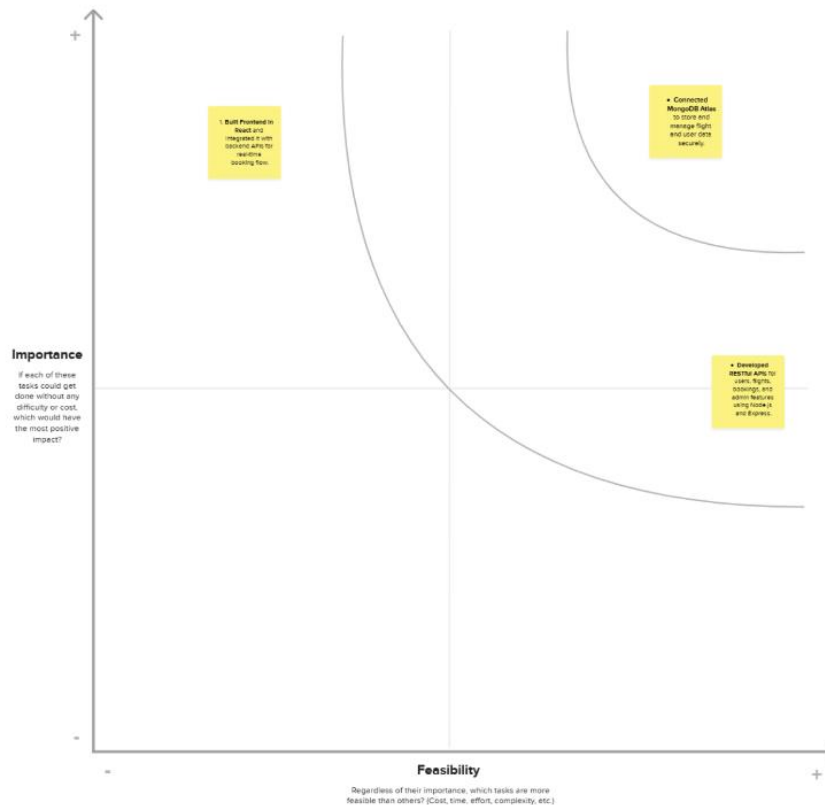 +
1. Built Frontend in
React and
integrated it with
backend APIs for
real-time
booking flow.
• Connected
MongoDB Atlas
to store and
manage flight
and user data
securely.
Importance
If each of these
tasks could get
done without any
difficulty or cost,
which would have
the most positive
impact?
• Developed
RESTful APIs for
users, flights,
bookings, and
admin features
using Node.js
and Express.
-
-
Feasibility
+
Regardless of their importance, which tasks are more
feasible than others? (Cost, time, effort, complexity, etc.)